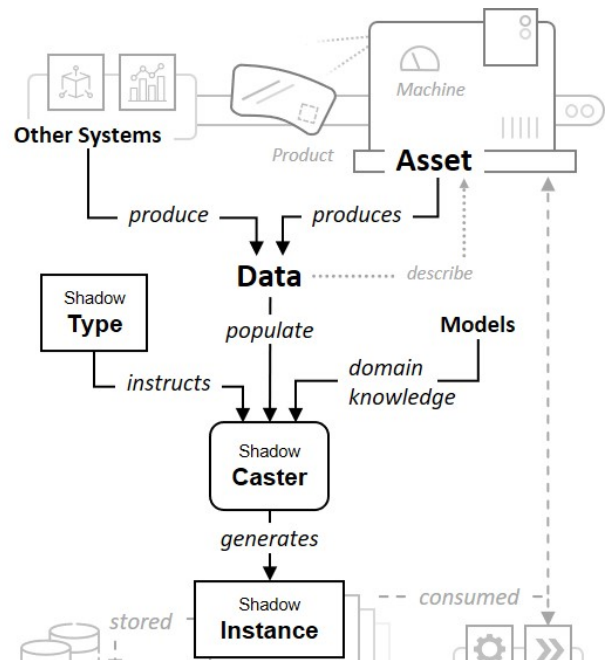 Machine
Other Systems
Product
Asset
produce
produces
Data
describe
Shadow
Type
populate
Models
instructs
domain
knowledge
Shadow
Caster
generates
Shadow
Instance
consumed
stored